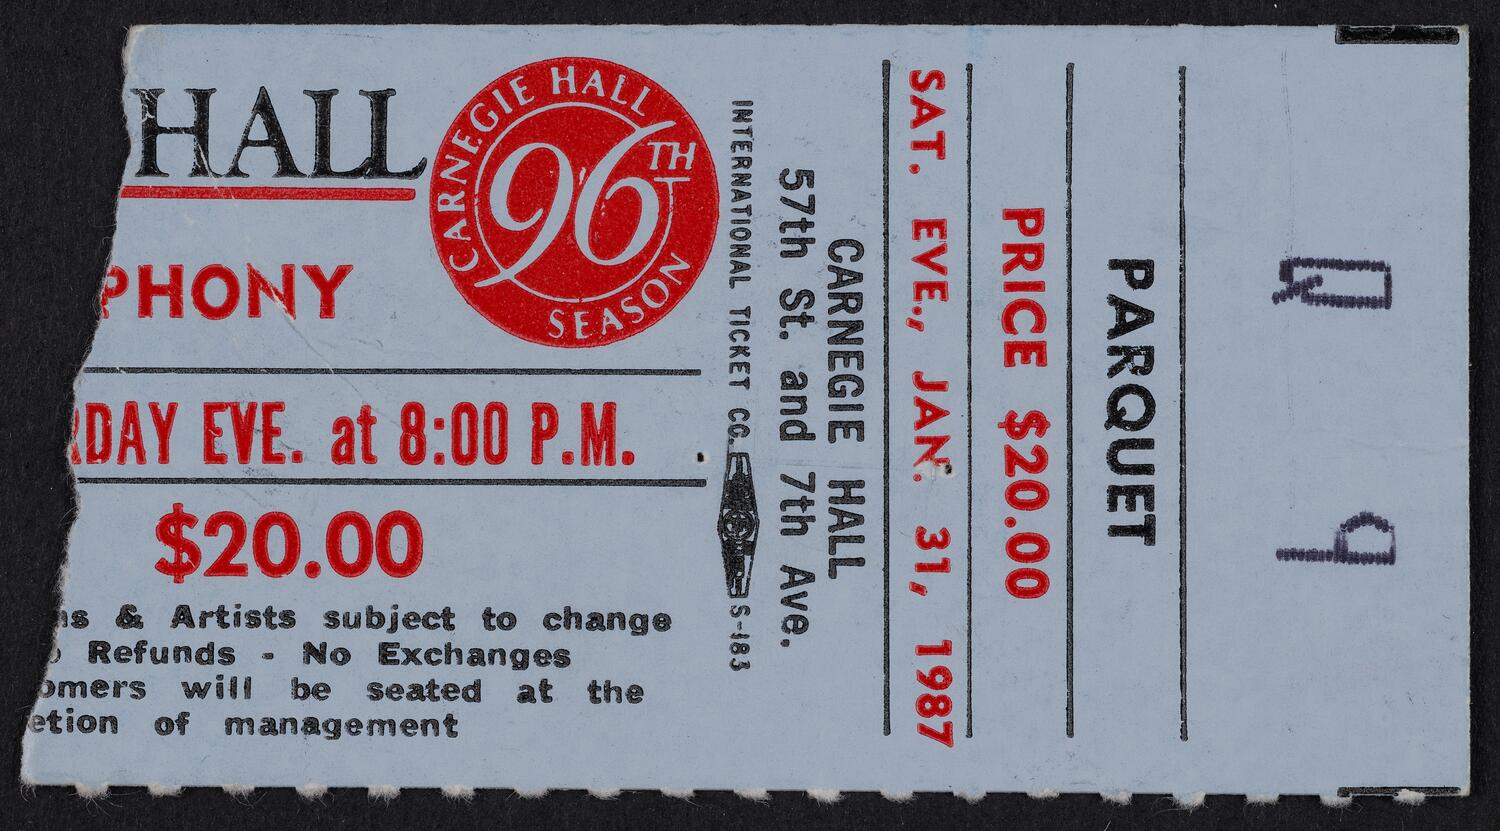 HALL
CARNEGIE HALL
96TH
SEASON
PHONY
RDAY EVE. at 8:00 P.M.
$20.00
ns & Artists subject to change
o Refunds - No Exchanges
omers will be seated at the
etion of management
INTERNATIONAL TICKET CO. S-183
57th St. and 7th Ave.
CARNEGIE HALL
SAT. EVE., JAN. 31, 1987
PRICE $20.00
PARQUET